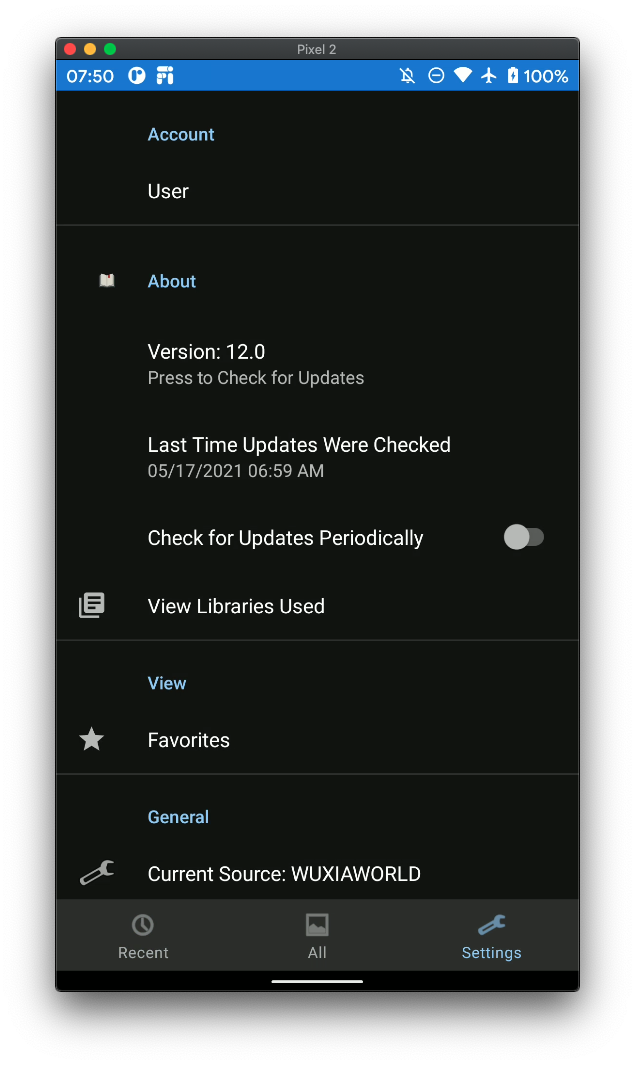 Pixel 2
07:50
100%
Account
User
About
Version: 12.0
Press to Check for Updates
Last Time Updates Were Checked
05/17/2021 06:59 AM
Check for Updates Periodically
View Libraries Used
View
Favorites
General
Current Source: WUXIAWORLD
Recent
All
Settings